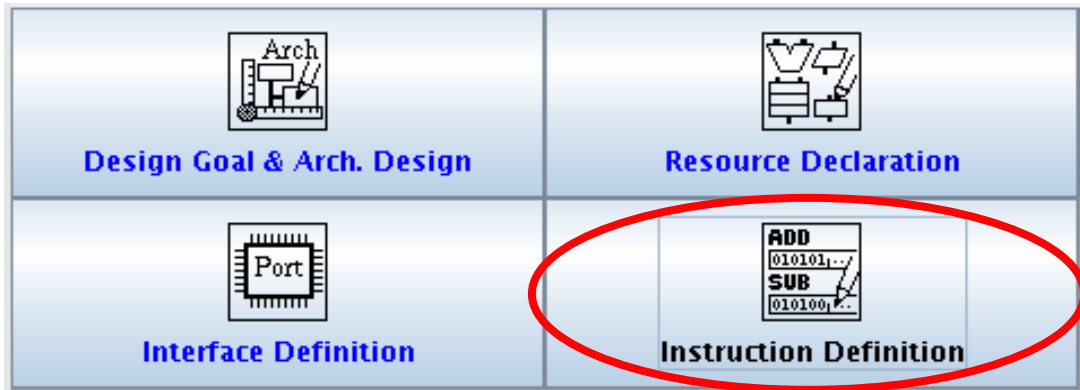 Arch
Design Goal & Arch. Design
Resource Declaration
Port
Interface Definition
ADD
010101...
SUB
010100...
Instruction Definition